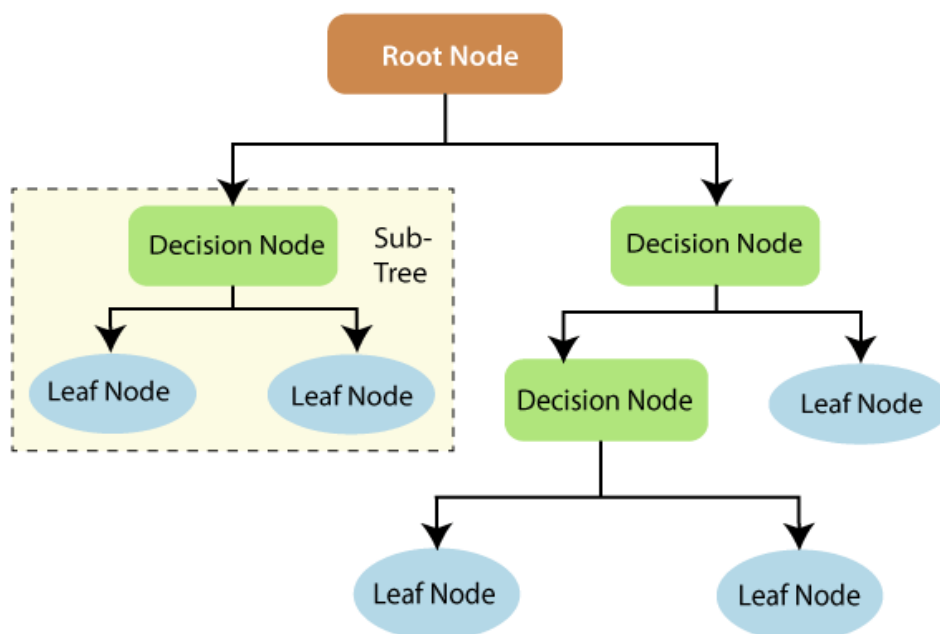 Root Node
Decision Node
Sub-
Tree
Decision Node
Leaf Node
Leaf Node
Decision Node
Leaf Node
Leaf Node
Leaf Node